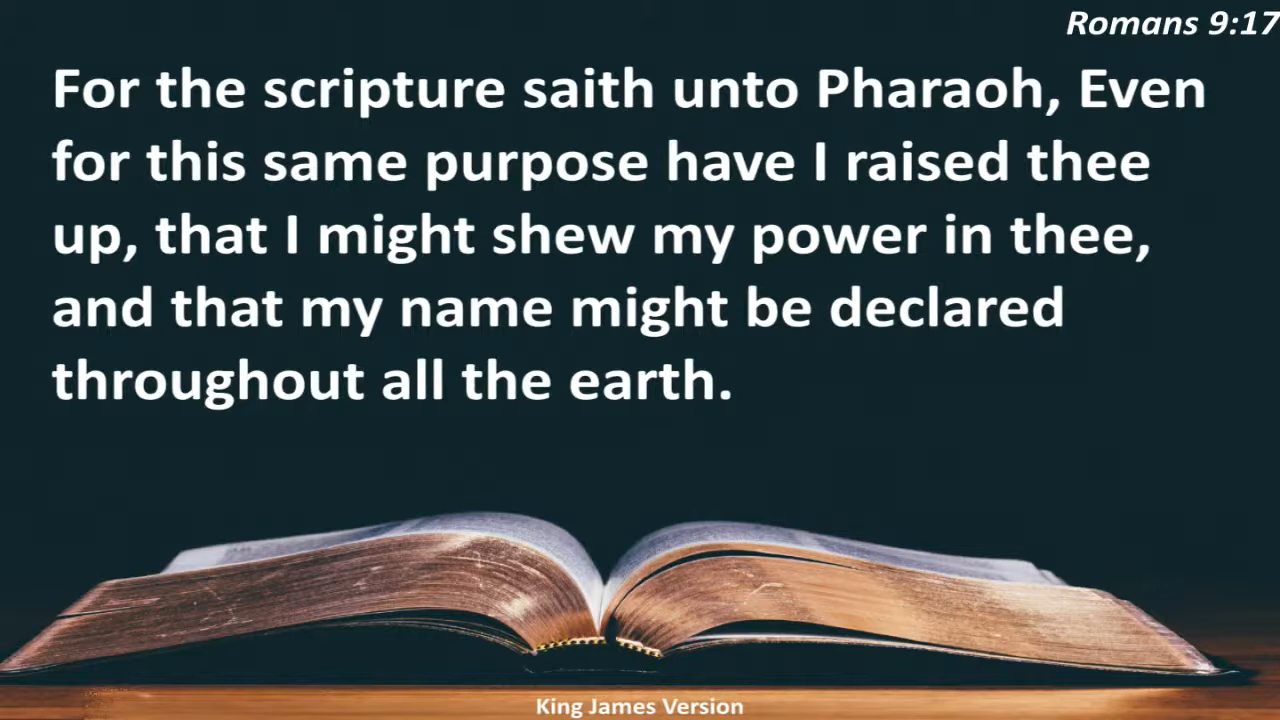 Romans 9:17
For the scripture saith unto Pharaoh, Even
for this same purpose have I raised thee
up, that I might shew my power in thee,
and that my name might be declared
throughout all the earth.
King James Version